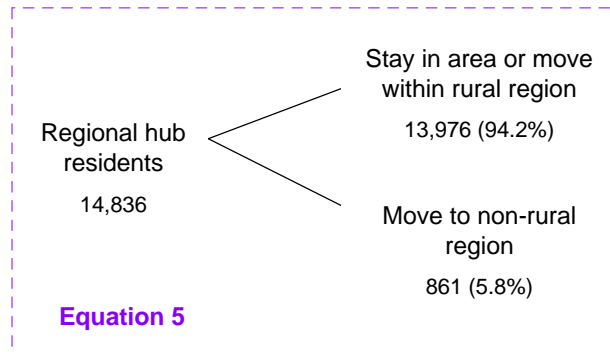 Regional hub
residents
14,836
Stay in area or move
within rural region
13,976 (94.2%)
Move to non-rural
region
861 (5.8%)
Equation 5